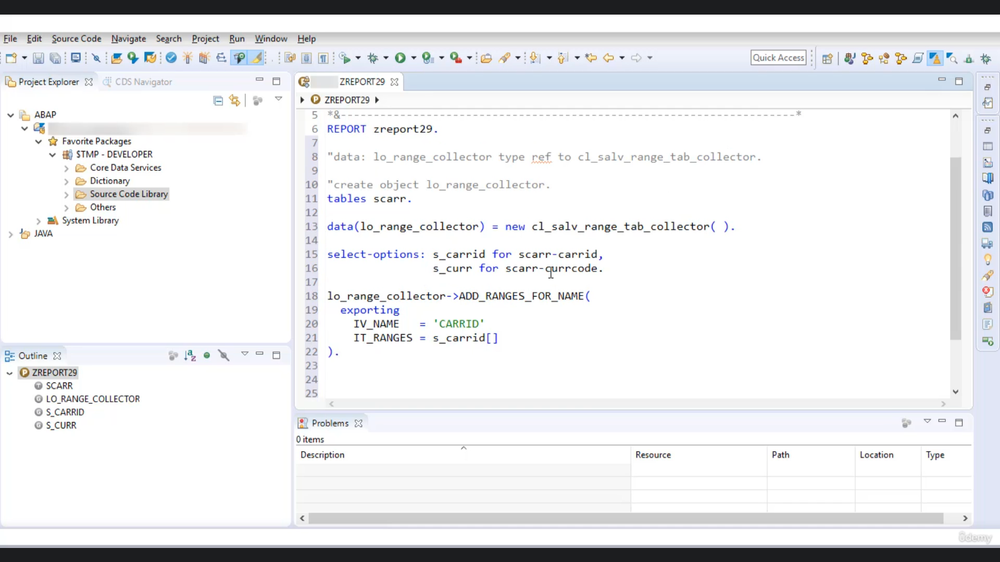 File Edit Source Code Navigate Search Project Run Window Help
Quick Access
Project Explorer CDS Navigator
ABAP
Favorite Packages
$TMP - DEVELOPER
Core Data Services
Dictionary
Source Code Library
Others
System Library
JAVA
Outline
ZREPORT29
SCARR
LO_RANGE_COLLECTOR
S_CARRID
S_CURR
ZREPORT29
ZREPORT29
5 *&---------------------------------------------------------------------*
6 REPORT zreport29.
7
8 "data: lo_range_collector type ref to cl_salv_range_tab_collector.
9
10 "create object lo_range_collector.
11 tables scarr.
12
13 data(lo_range_collector) = new cl_salv_range_tab_collector( ).
14
15 select-options: s_carrid for scarr-carrid,
16 s_curr for scarr-currcode.
17
18 lo_range_collector->ADD_RANGES_FOR_NAME(
19 exporting
20 IV_NAME = 'CARRID'
21 IT_RANGES = s_carrid[]
22 ).
23
24
25
Problems
0 items
Description Resource Path Location Type
ûdemy